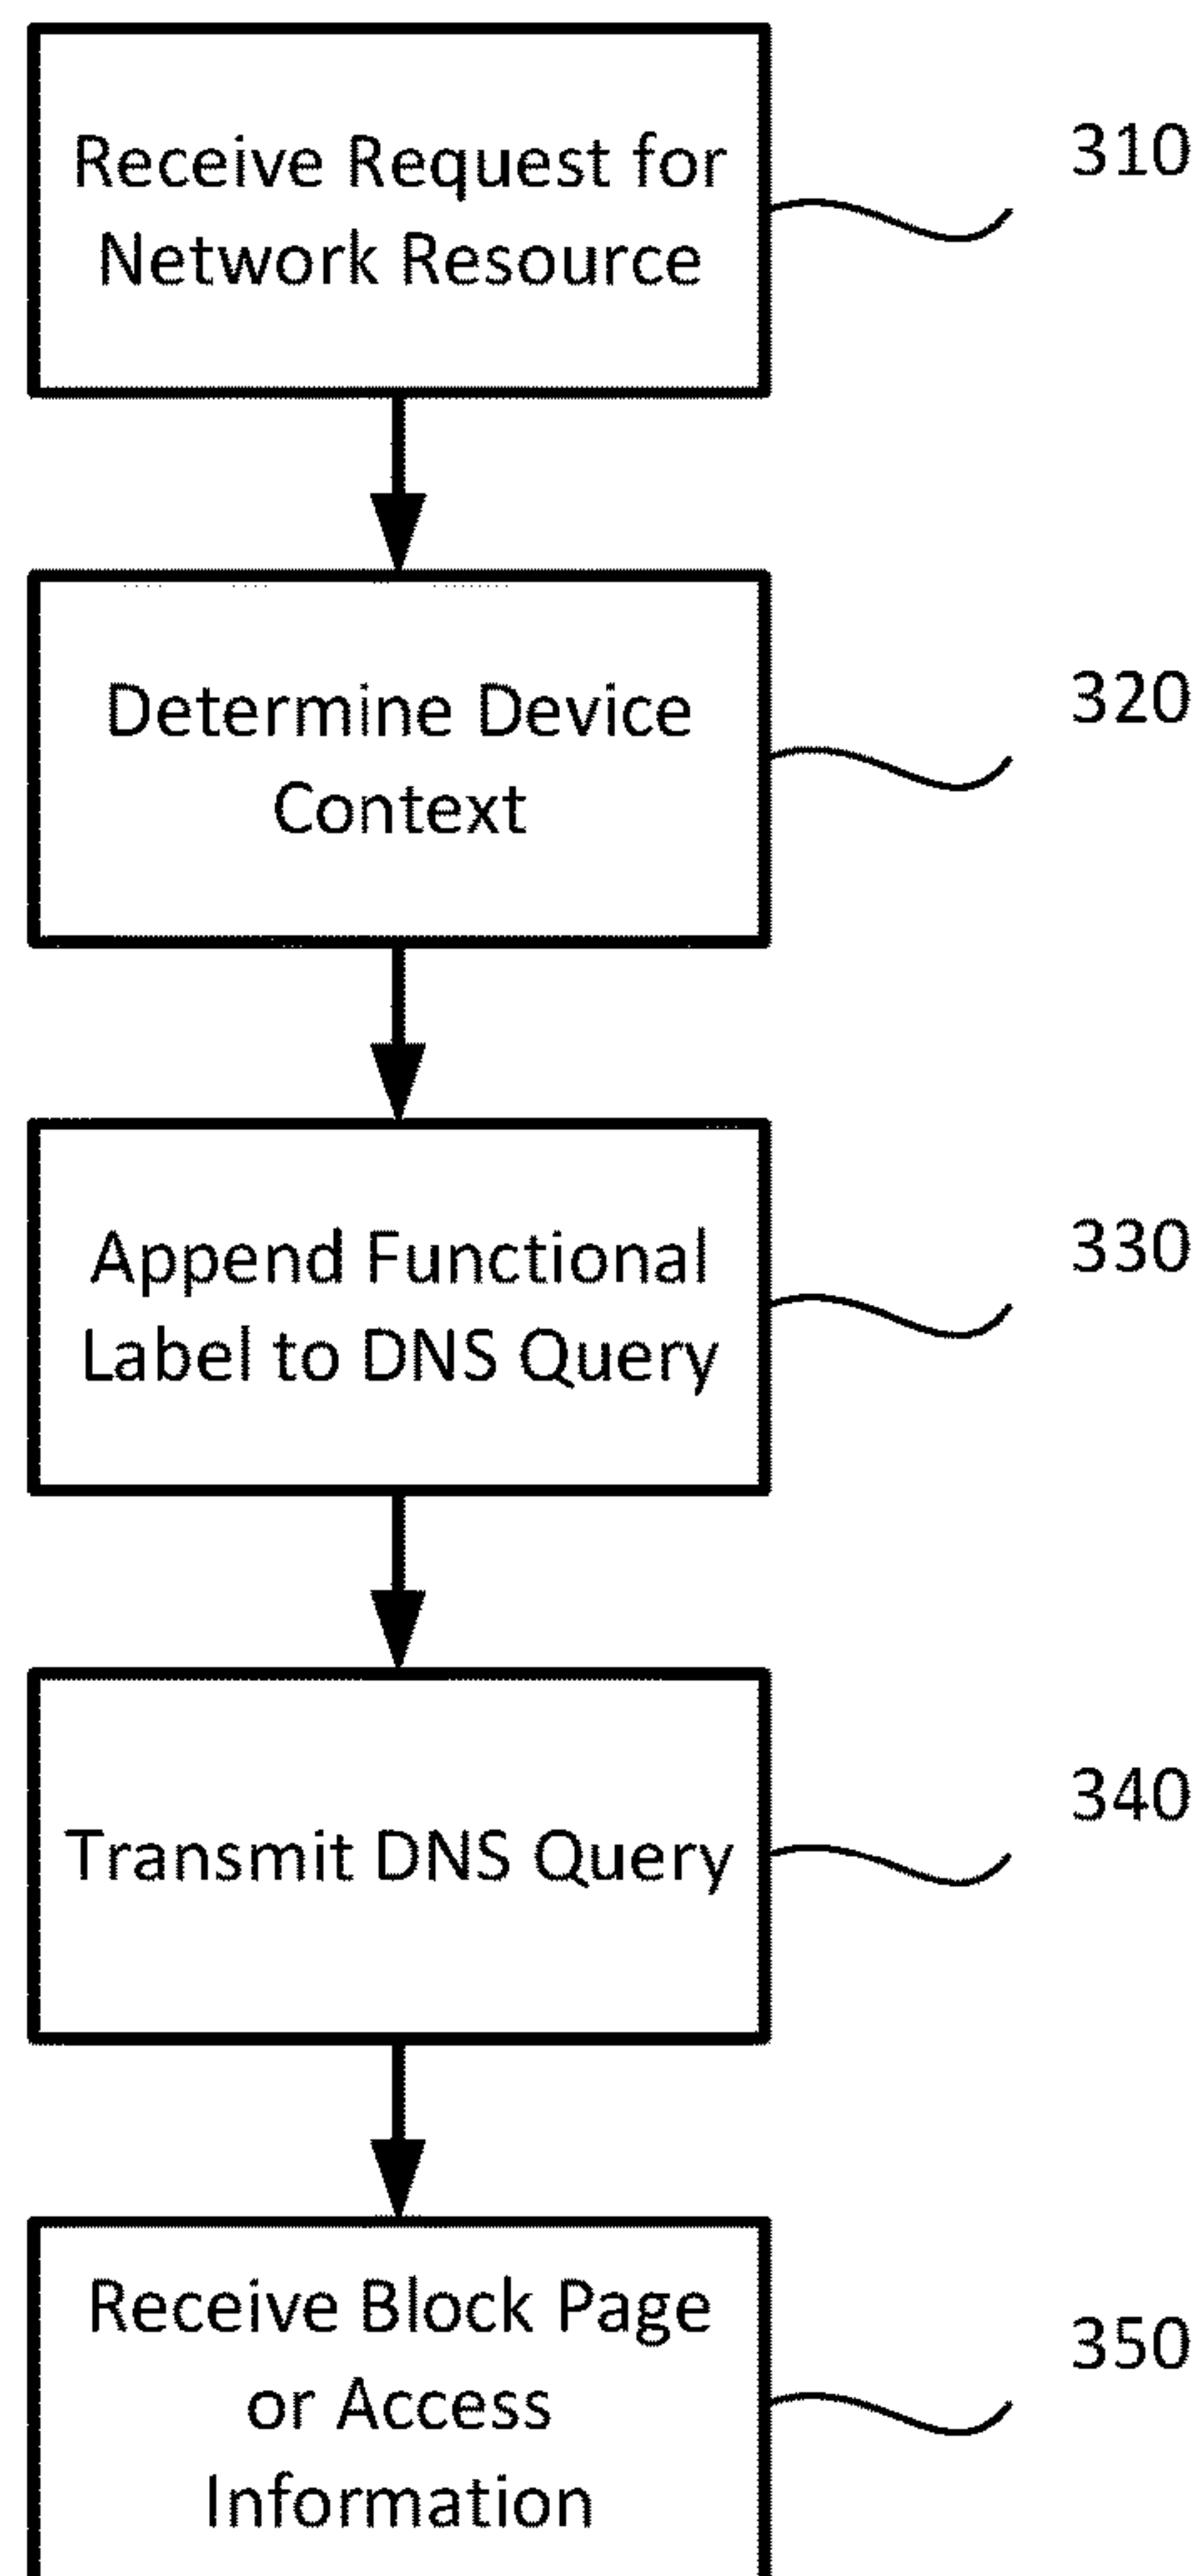 Receive Request for
Network Resource
310
Determine Device
Context
320
Append Functional
Label to DNS Query
330
Transmit DNS Query
340
Receive Block Page
or Access
Information
350